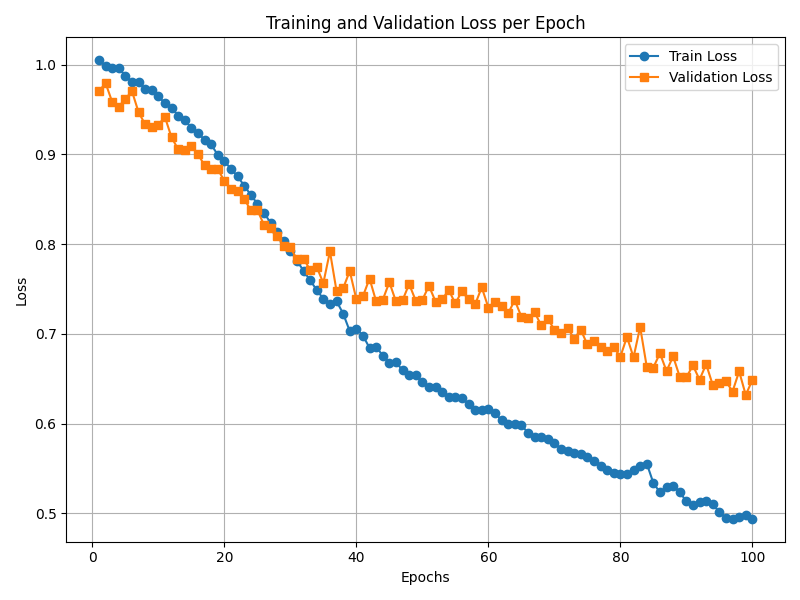 Training and Validation Loss per Epoch
Train Loss
Validation Loss
1.0
0.9
0.8
0.7
0.6
0.5
Loss
0 20 40 60 80 100
Epochs